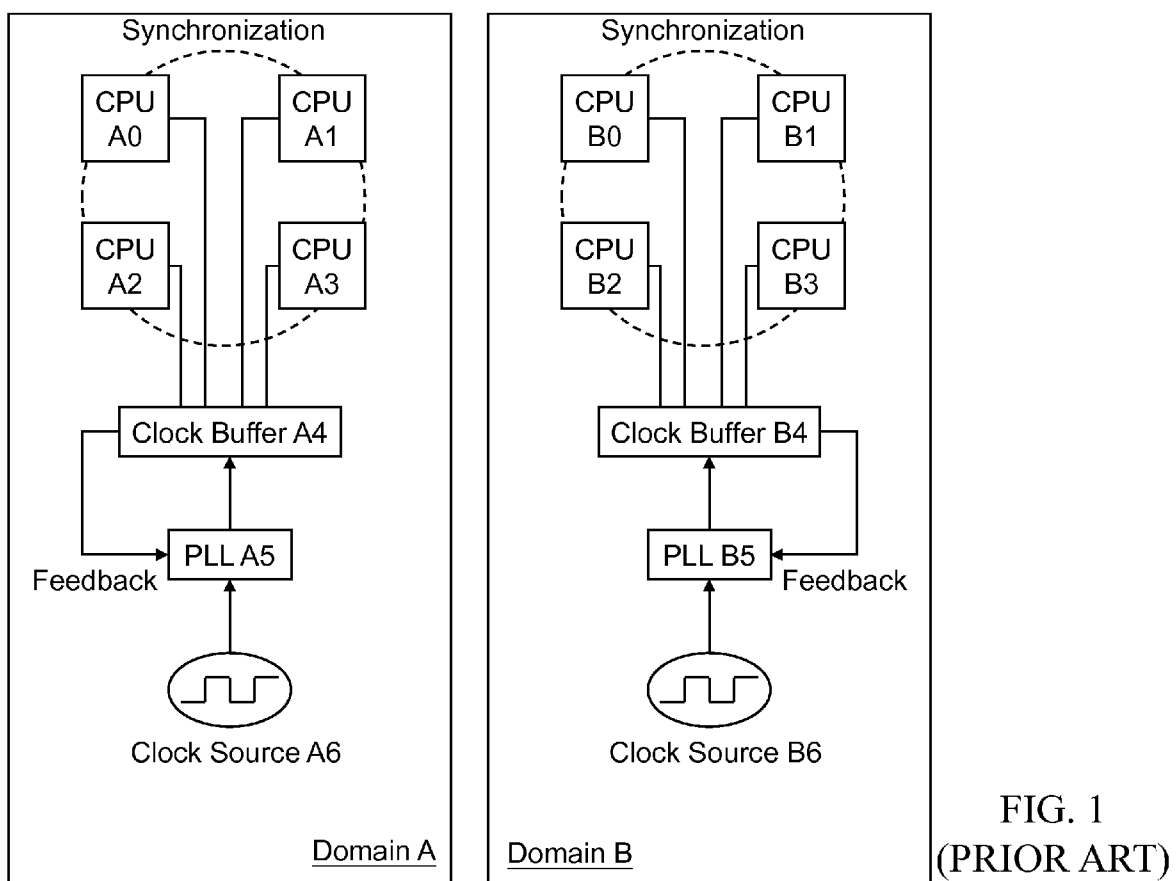 Synchronization
CPU
A0
CPU
A1
CPU
A2
CPU
A3
Clock Buffer A4
PLL A5
Feedback
Clock Source A6
Domain A
Synchronization
CPU
B0
CPU
B1
CPU
B2
CPU
B3
Clock Buffer B4
PLL B5
Feedback
Clock Source B6
Domain B
FIG. 1
(PRIOR ART)